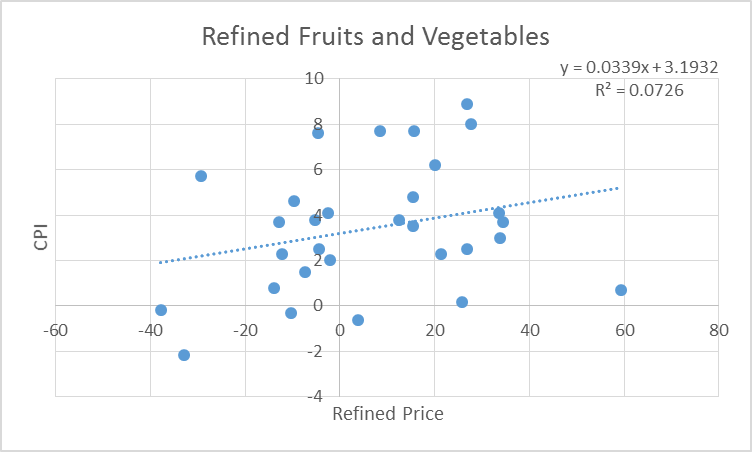 Refined Fruits and Vegetables
y = 0.0339x + 3.1932
R² = 0.0726
10
8
6
4
2
0
-2
-4
-60 -40 -20 0 20 40 60 80
CPI
Refined Price